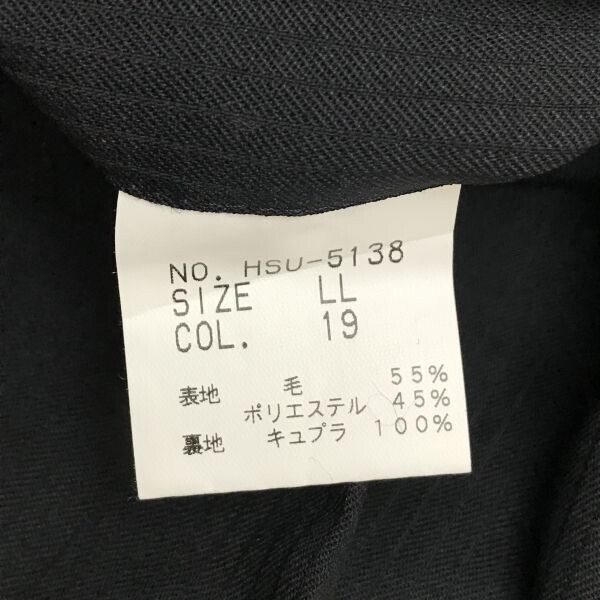 NO. HSU-5138
SIZE LL
COL. 19
表地 毛 55%
ポリエステル 45%
裏地 キュプラ 100%